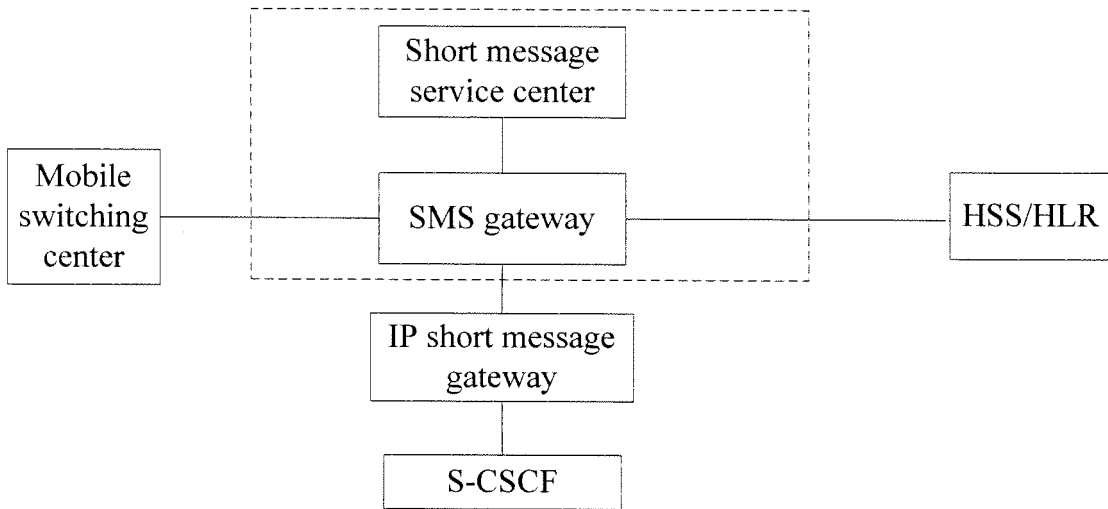 Short message
service center
Mobile
switching
center
SMS gateway
HSS/HLR
IP short message
gateway
S-CSCF